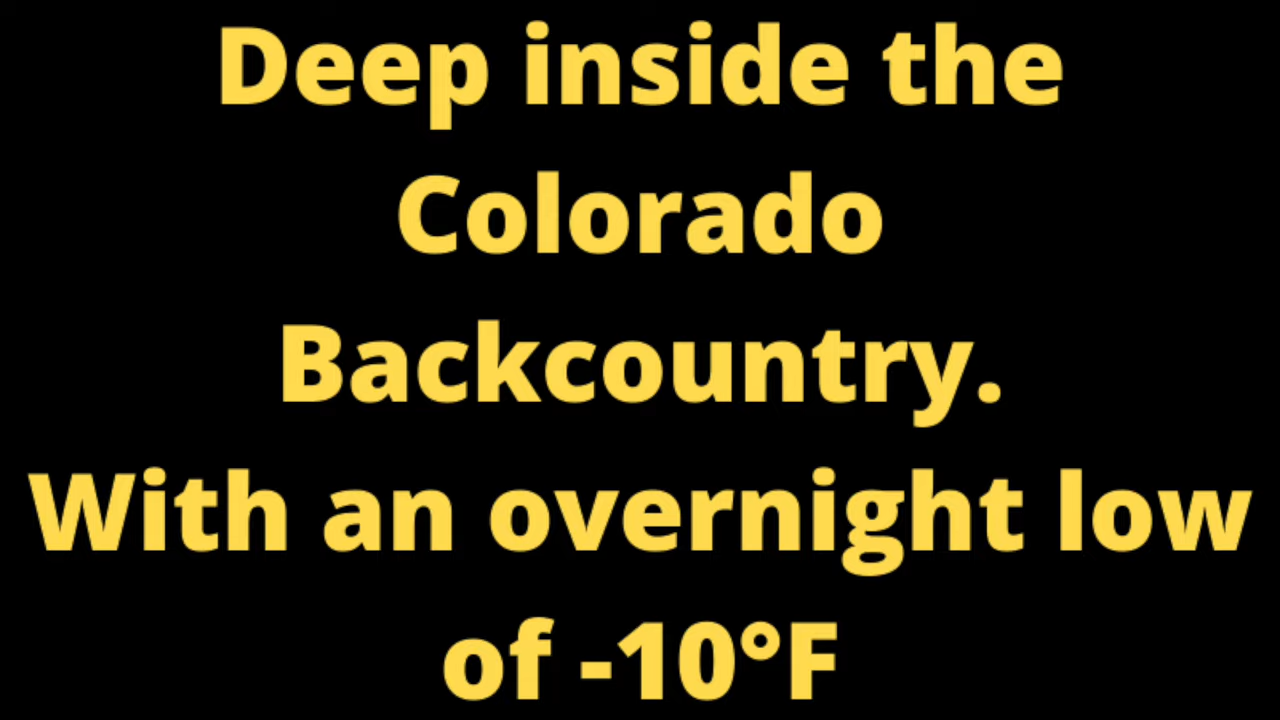 Deep inside the
Colorado
Backcountry.
With an overnight low
of -10°F